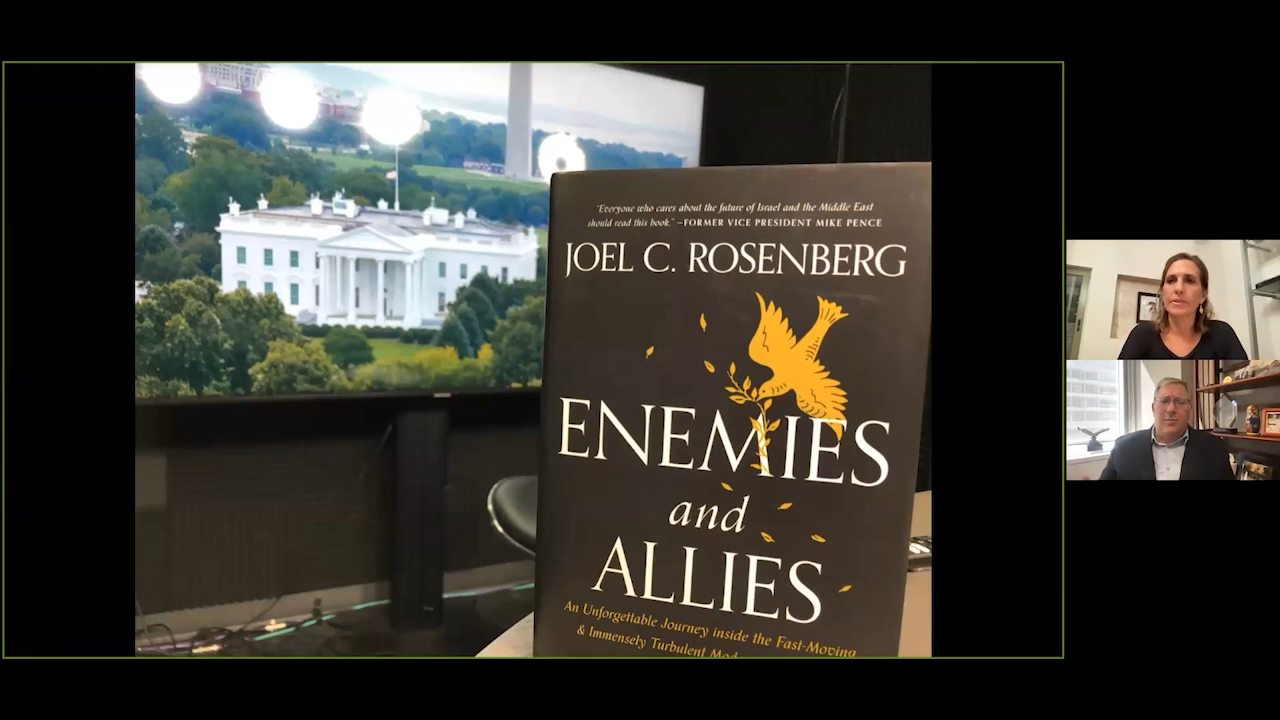 "Everyone who cares about the future of Israel and the Middle East
should read this book." —FORMER VICE PRESIDENT MIKE PENCE
JOEL C. ROSENBERG
ENEMIES
and
ALLIES
An Unforgettable Journey inside the Fast-Moving
& Immensely Turbulent